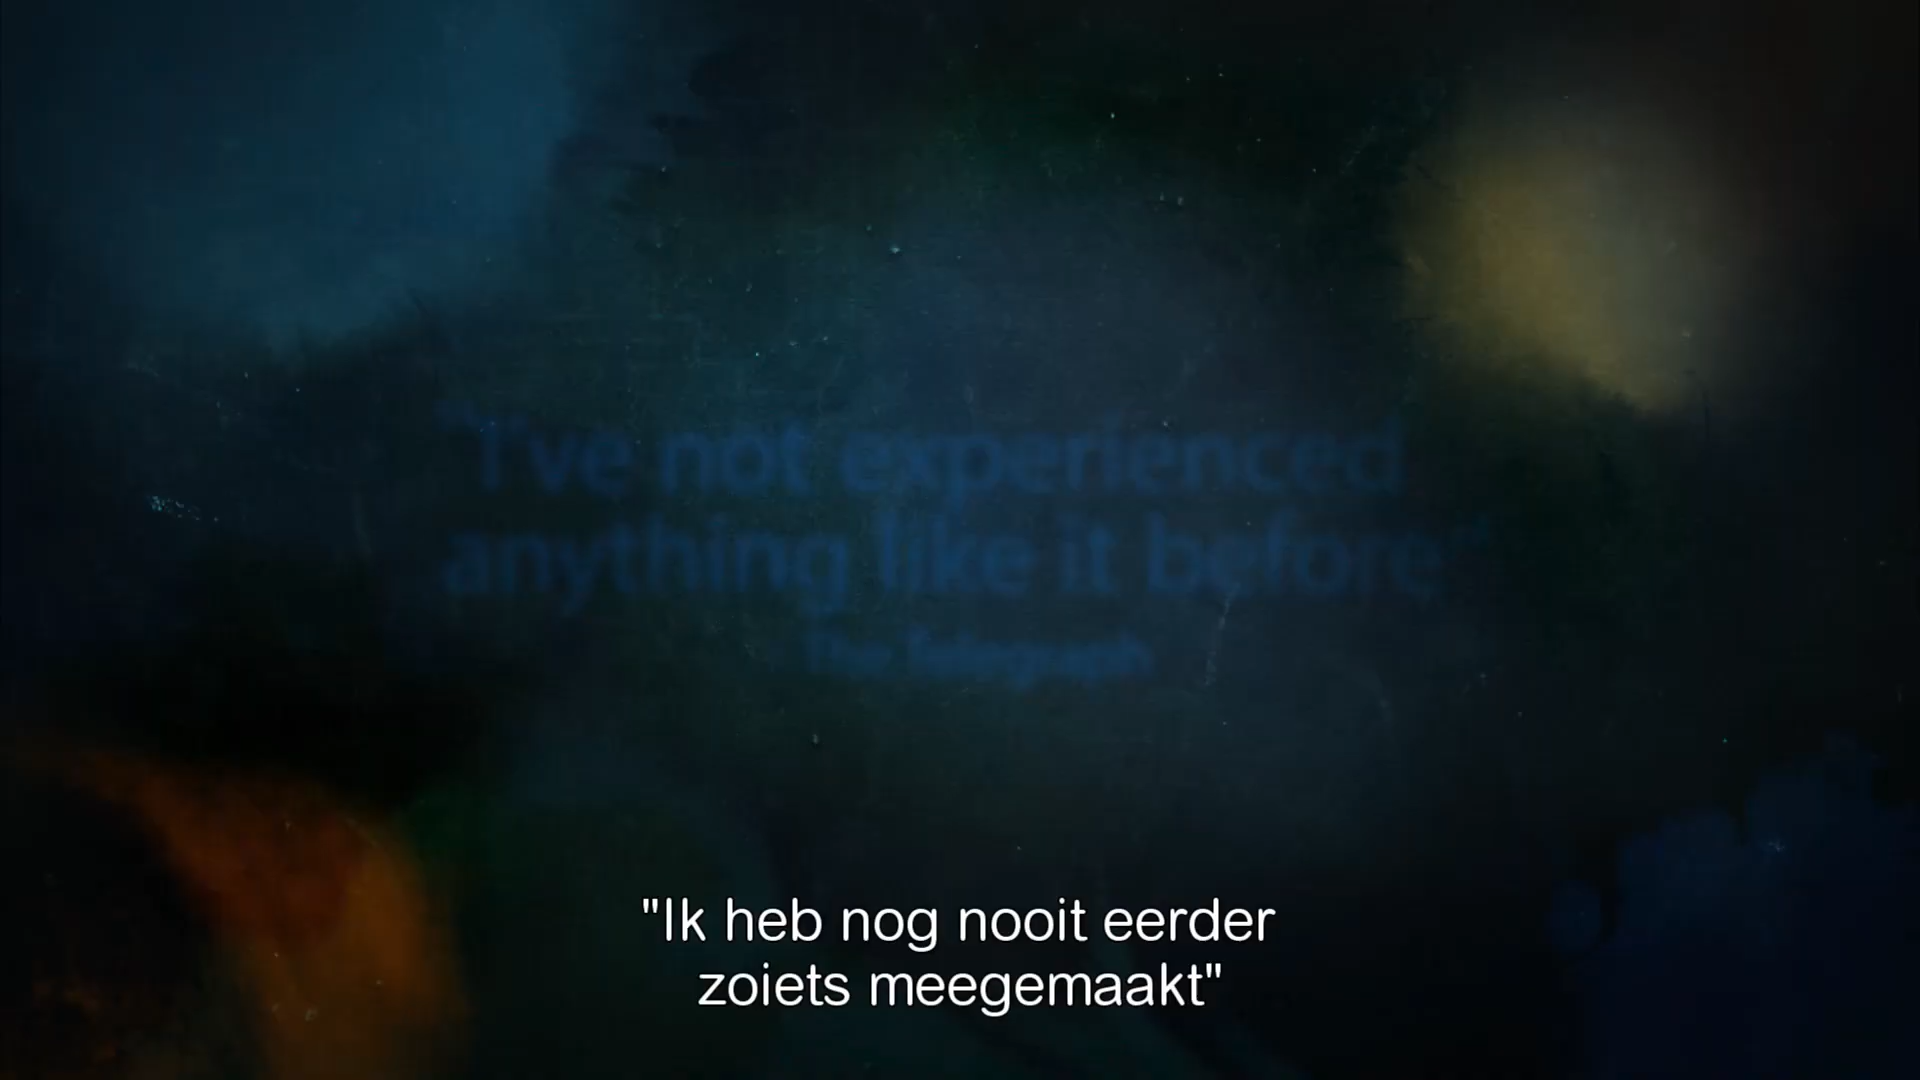 "I've not experienced
anything like it before"
The Telegraph
"Ik heb nog nooit eerder
zoiets meegemaakt"